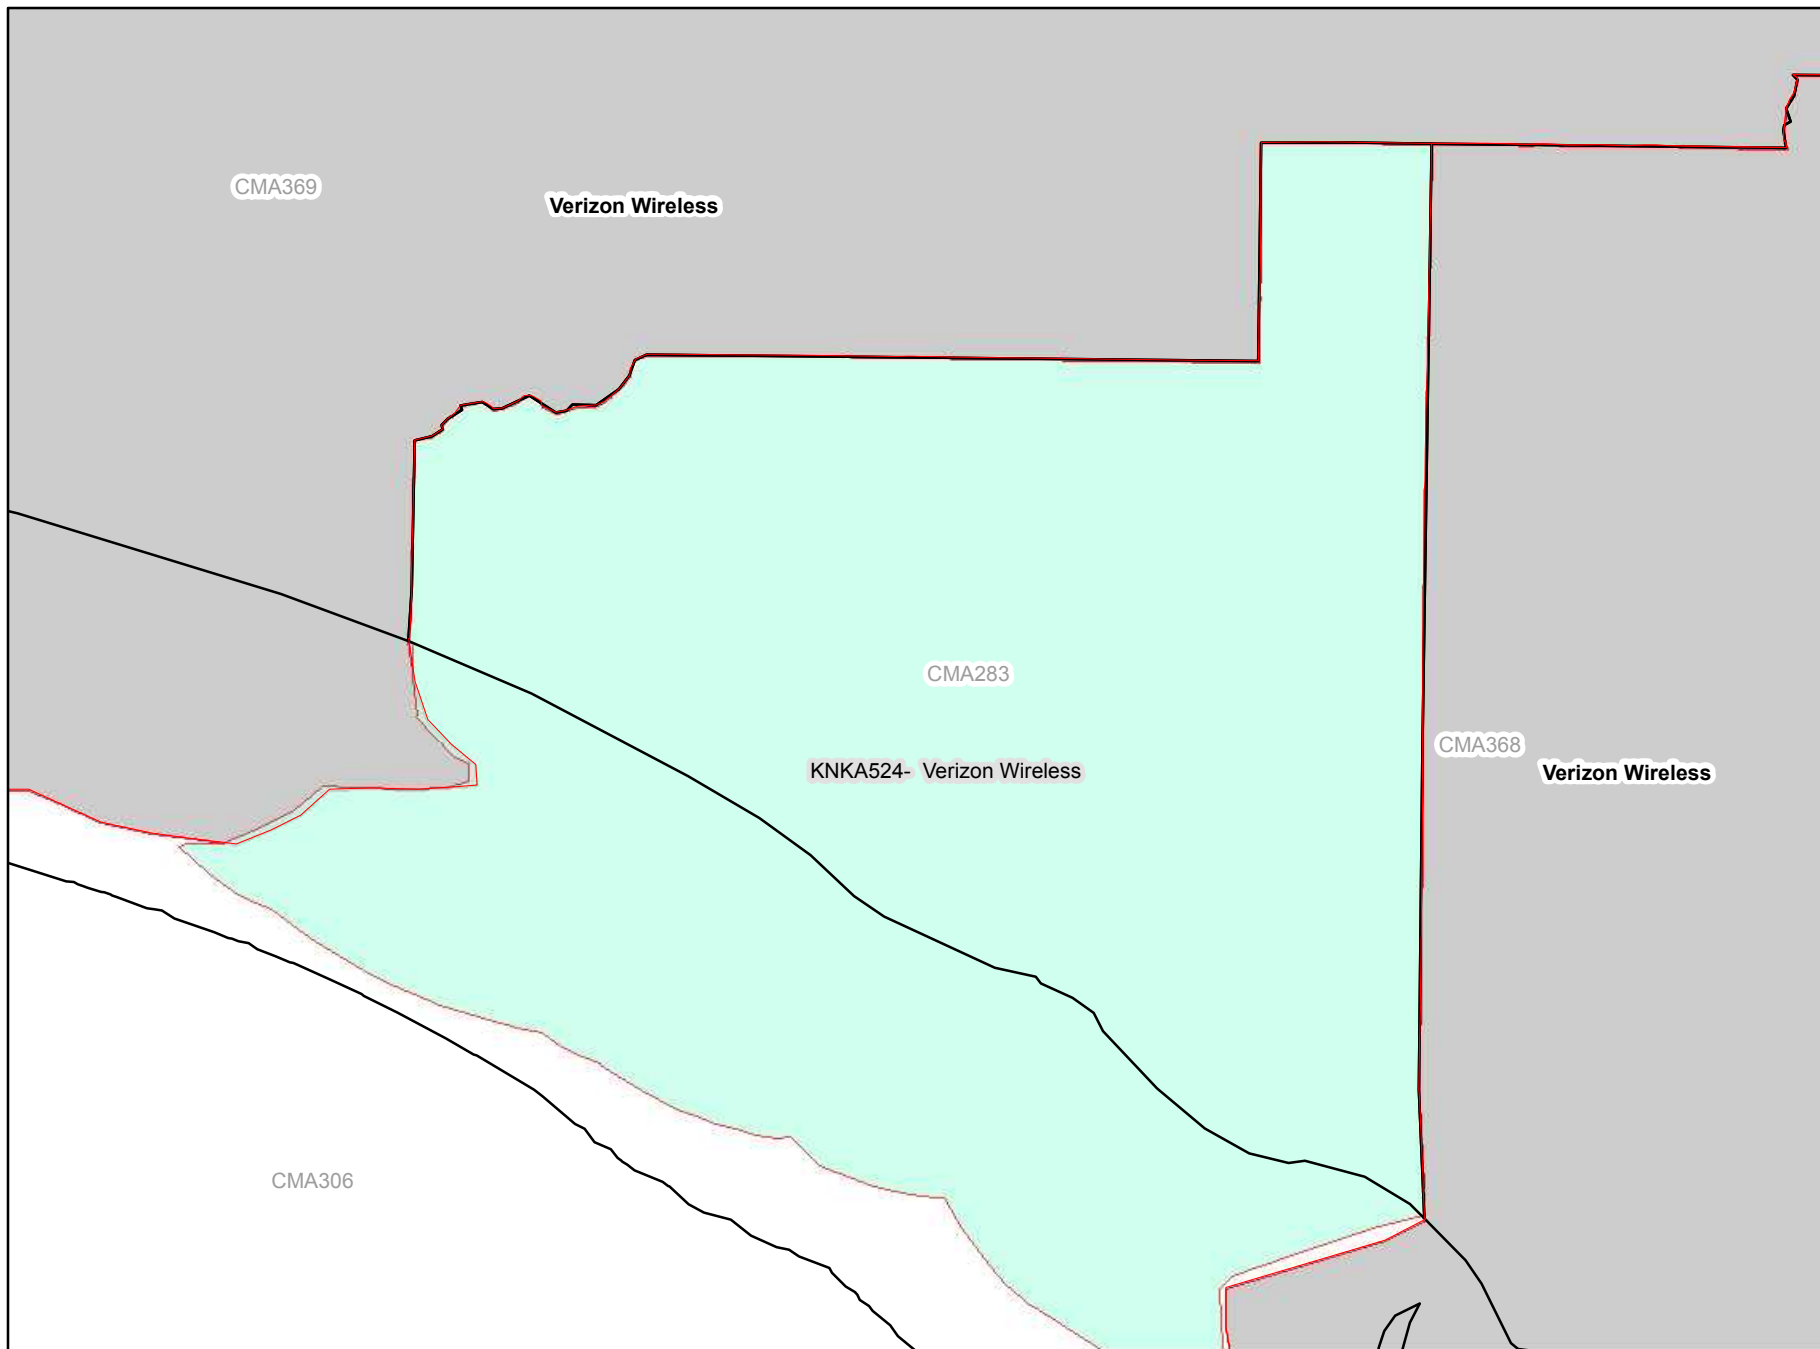 CMA369
Verizon Wireless
CMA283
KNKA524- Verizon Wireless
CMA368
Verizon Wireless
CMA306